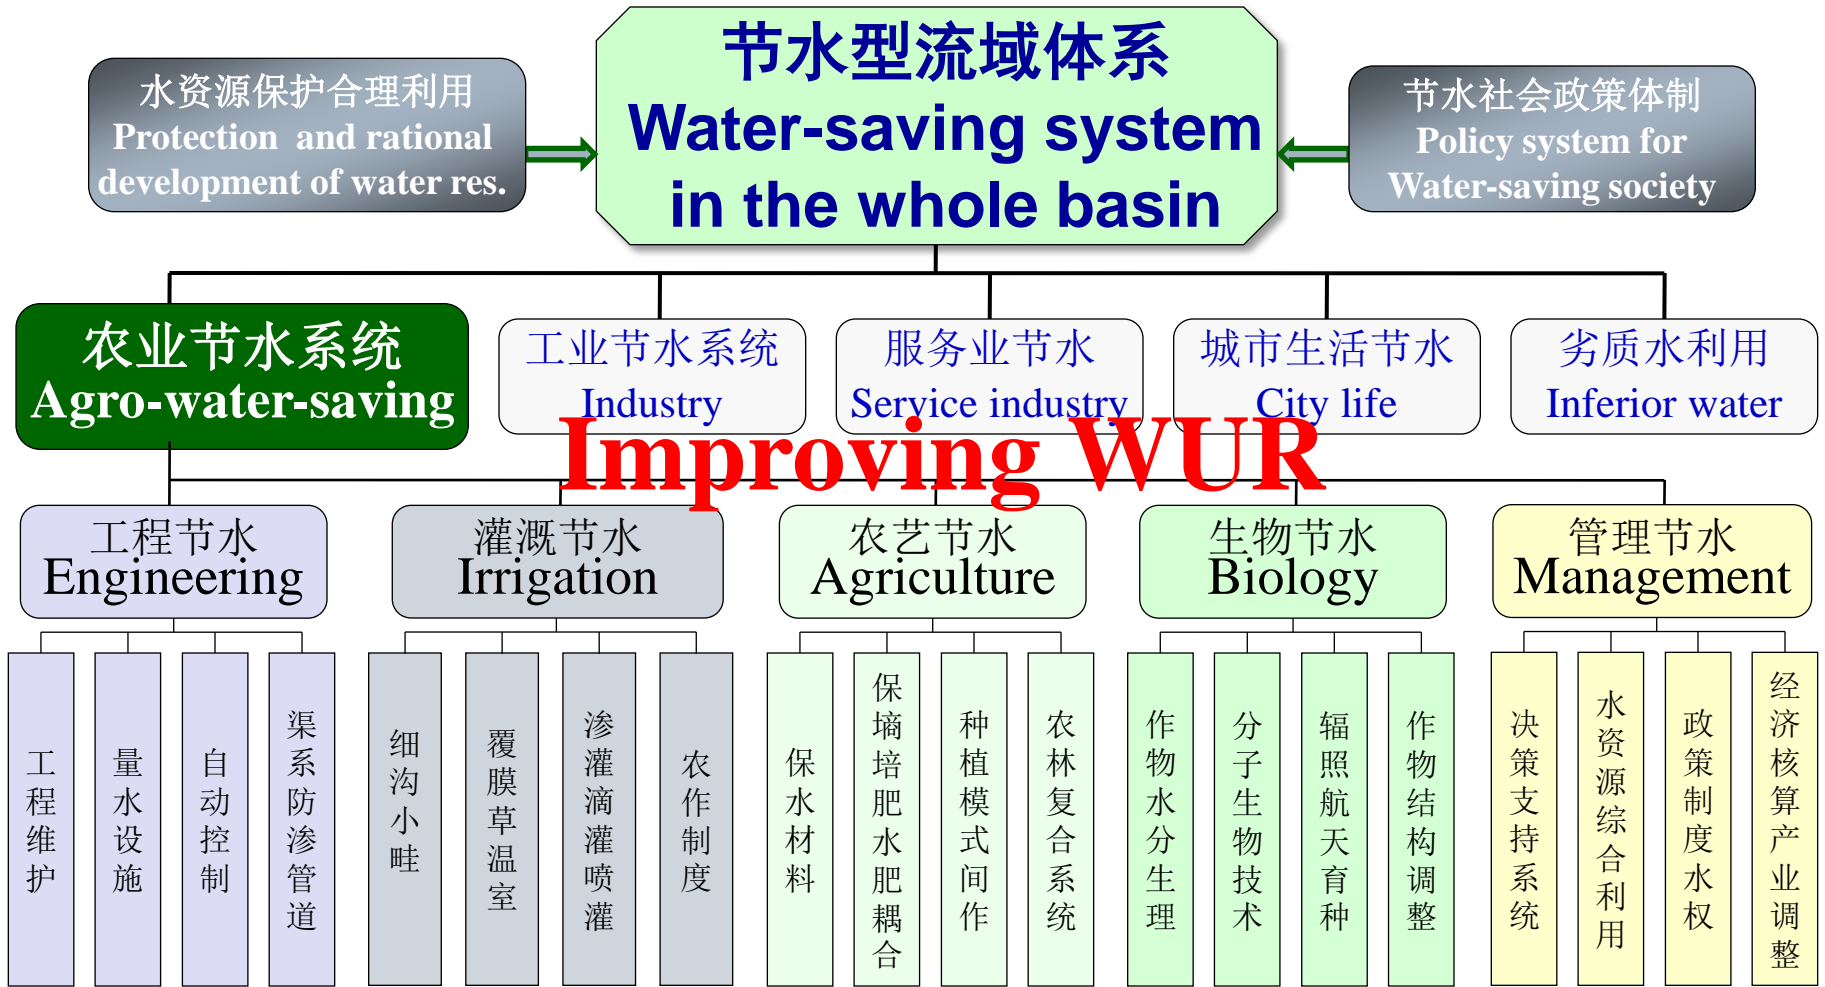 节水型流域体系
Water-saving system
in the whole basin
水资源保护合理利用
Protection and rational
development of water res.
节水社会政策体制
Policy system for
Water-saving society
农业节水系统
Agro-water-saving
工业节水系统
Industry
服务业节水
Service industry
城市生活节水
City life
劣质水利用
Inferior water
Improving WUR
工程节水
Engineering
灌溉节水
Irrigation
农艺节水
Agriculture
生物节水
Biology
管理节水
Management
工程维护
量水设施
自动控制
渠系防渗管道
细沟小畦
覆膜草温室
渗灌滴灌喷灌
农作制度
保水材料
保墒培肥水肥耦合
种植模式间作
农林复合系统
作物水分生理
分子生物技术
辐照航天育种
作物结构调整
决策支持系统
水资源综合利用
政策制度水权
经济核算产业调整